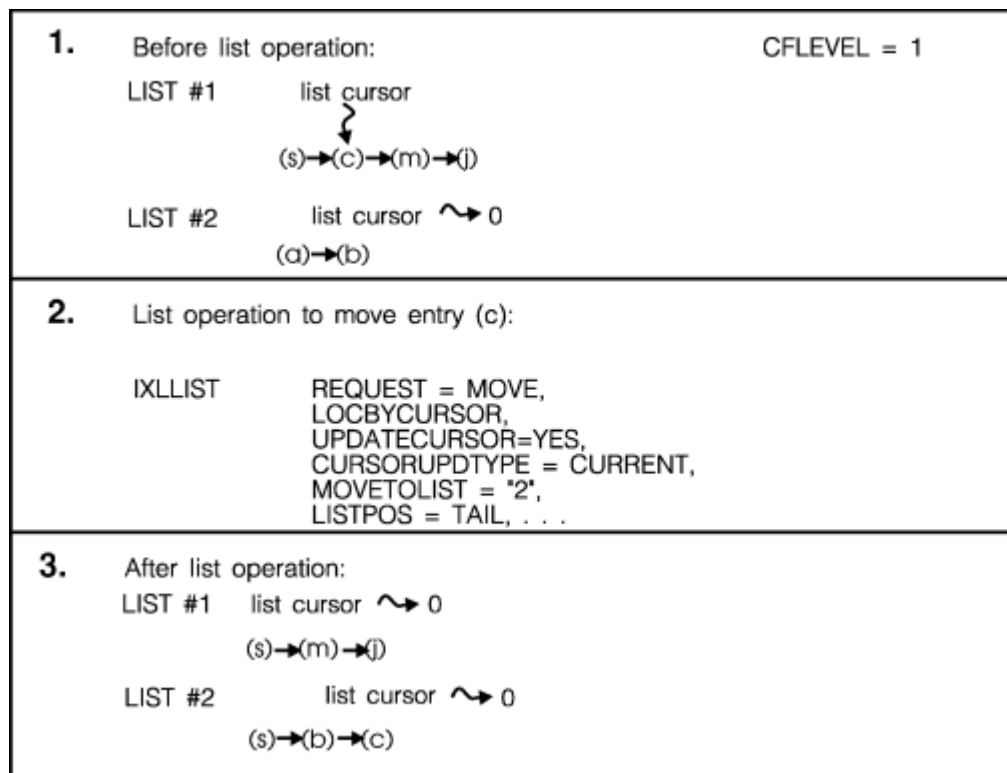 1. Before list operation: CFLEVEL = 1
LIST #1 list cursor
(s)→(c)→(m)→(j)
LIST #2 list cursor ↝ 0
(a)→(b)
2. List operation to move entry (c):
IXLLIST REQUEST = MOVE,
LOCBYCURSOR,
UPDATECURSOR=YES,
CURSORUPDTYPE = CURRENT,
MOVETOLIST = "2",
LISTPOS = TAIL, . . .
3. After list operation:
LIST #1 list cursor ↝ 0
(s)→(m)→(j)
LIST #2 list cursor ↝ 0
(s)→(b)→(c)